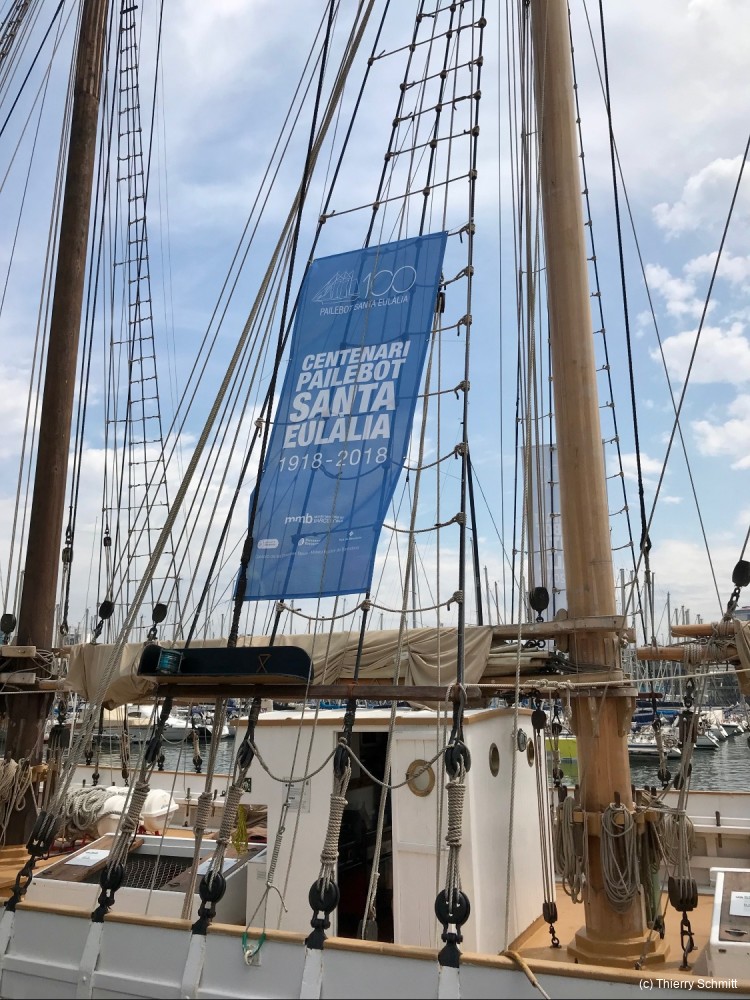 100
PAILEBOT SANTA EULÀLIA
CENTENARI
PAILEBOT
SANTA
EULÀLIA
1918-2018
mmb
(c) Thierry Schmitt